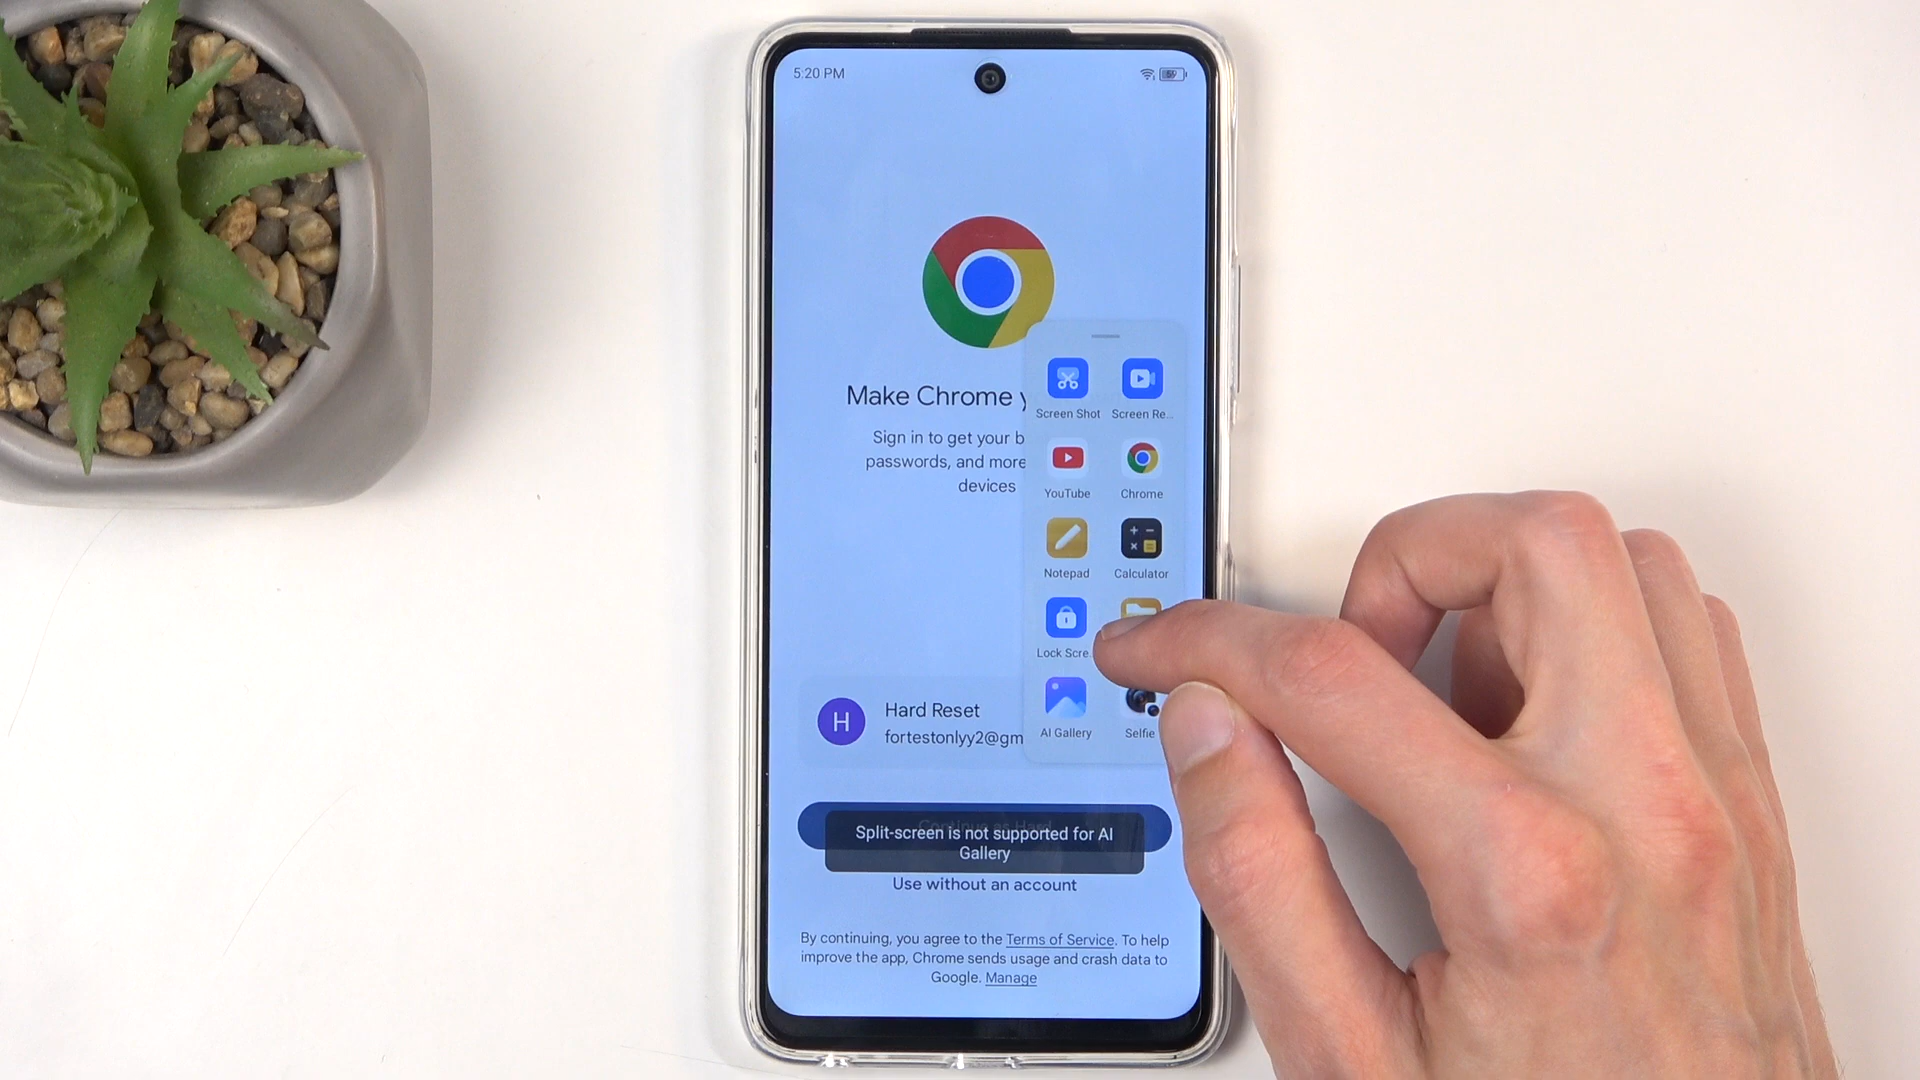 5:20 PM
Make Chrome y
Sign in to get your b
passwords, and more
devices
Screen Shot
Screen Re...
YouTube
Chrome
Notepad
Calculator
Lock Scre..
AI Gallery
Selfie
H
Hard Reset
fortestonlyy2@gm
Split-screen is not supported for AI
Gallery
Use without an account
By continuing, you agree to the Terms of Service. To help
improve the app, Chrome sends usage and crash data to
Google. Manage